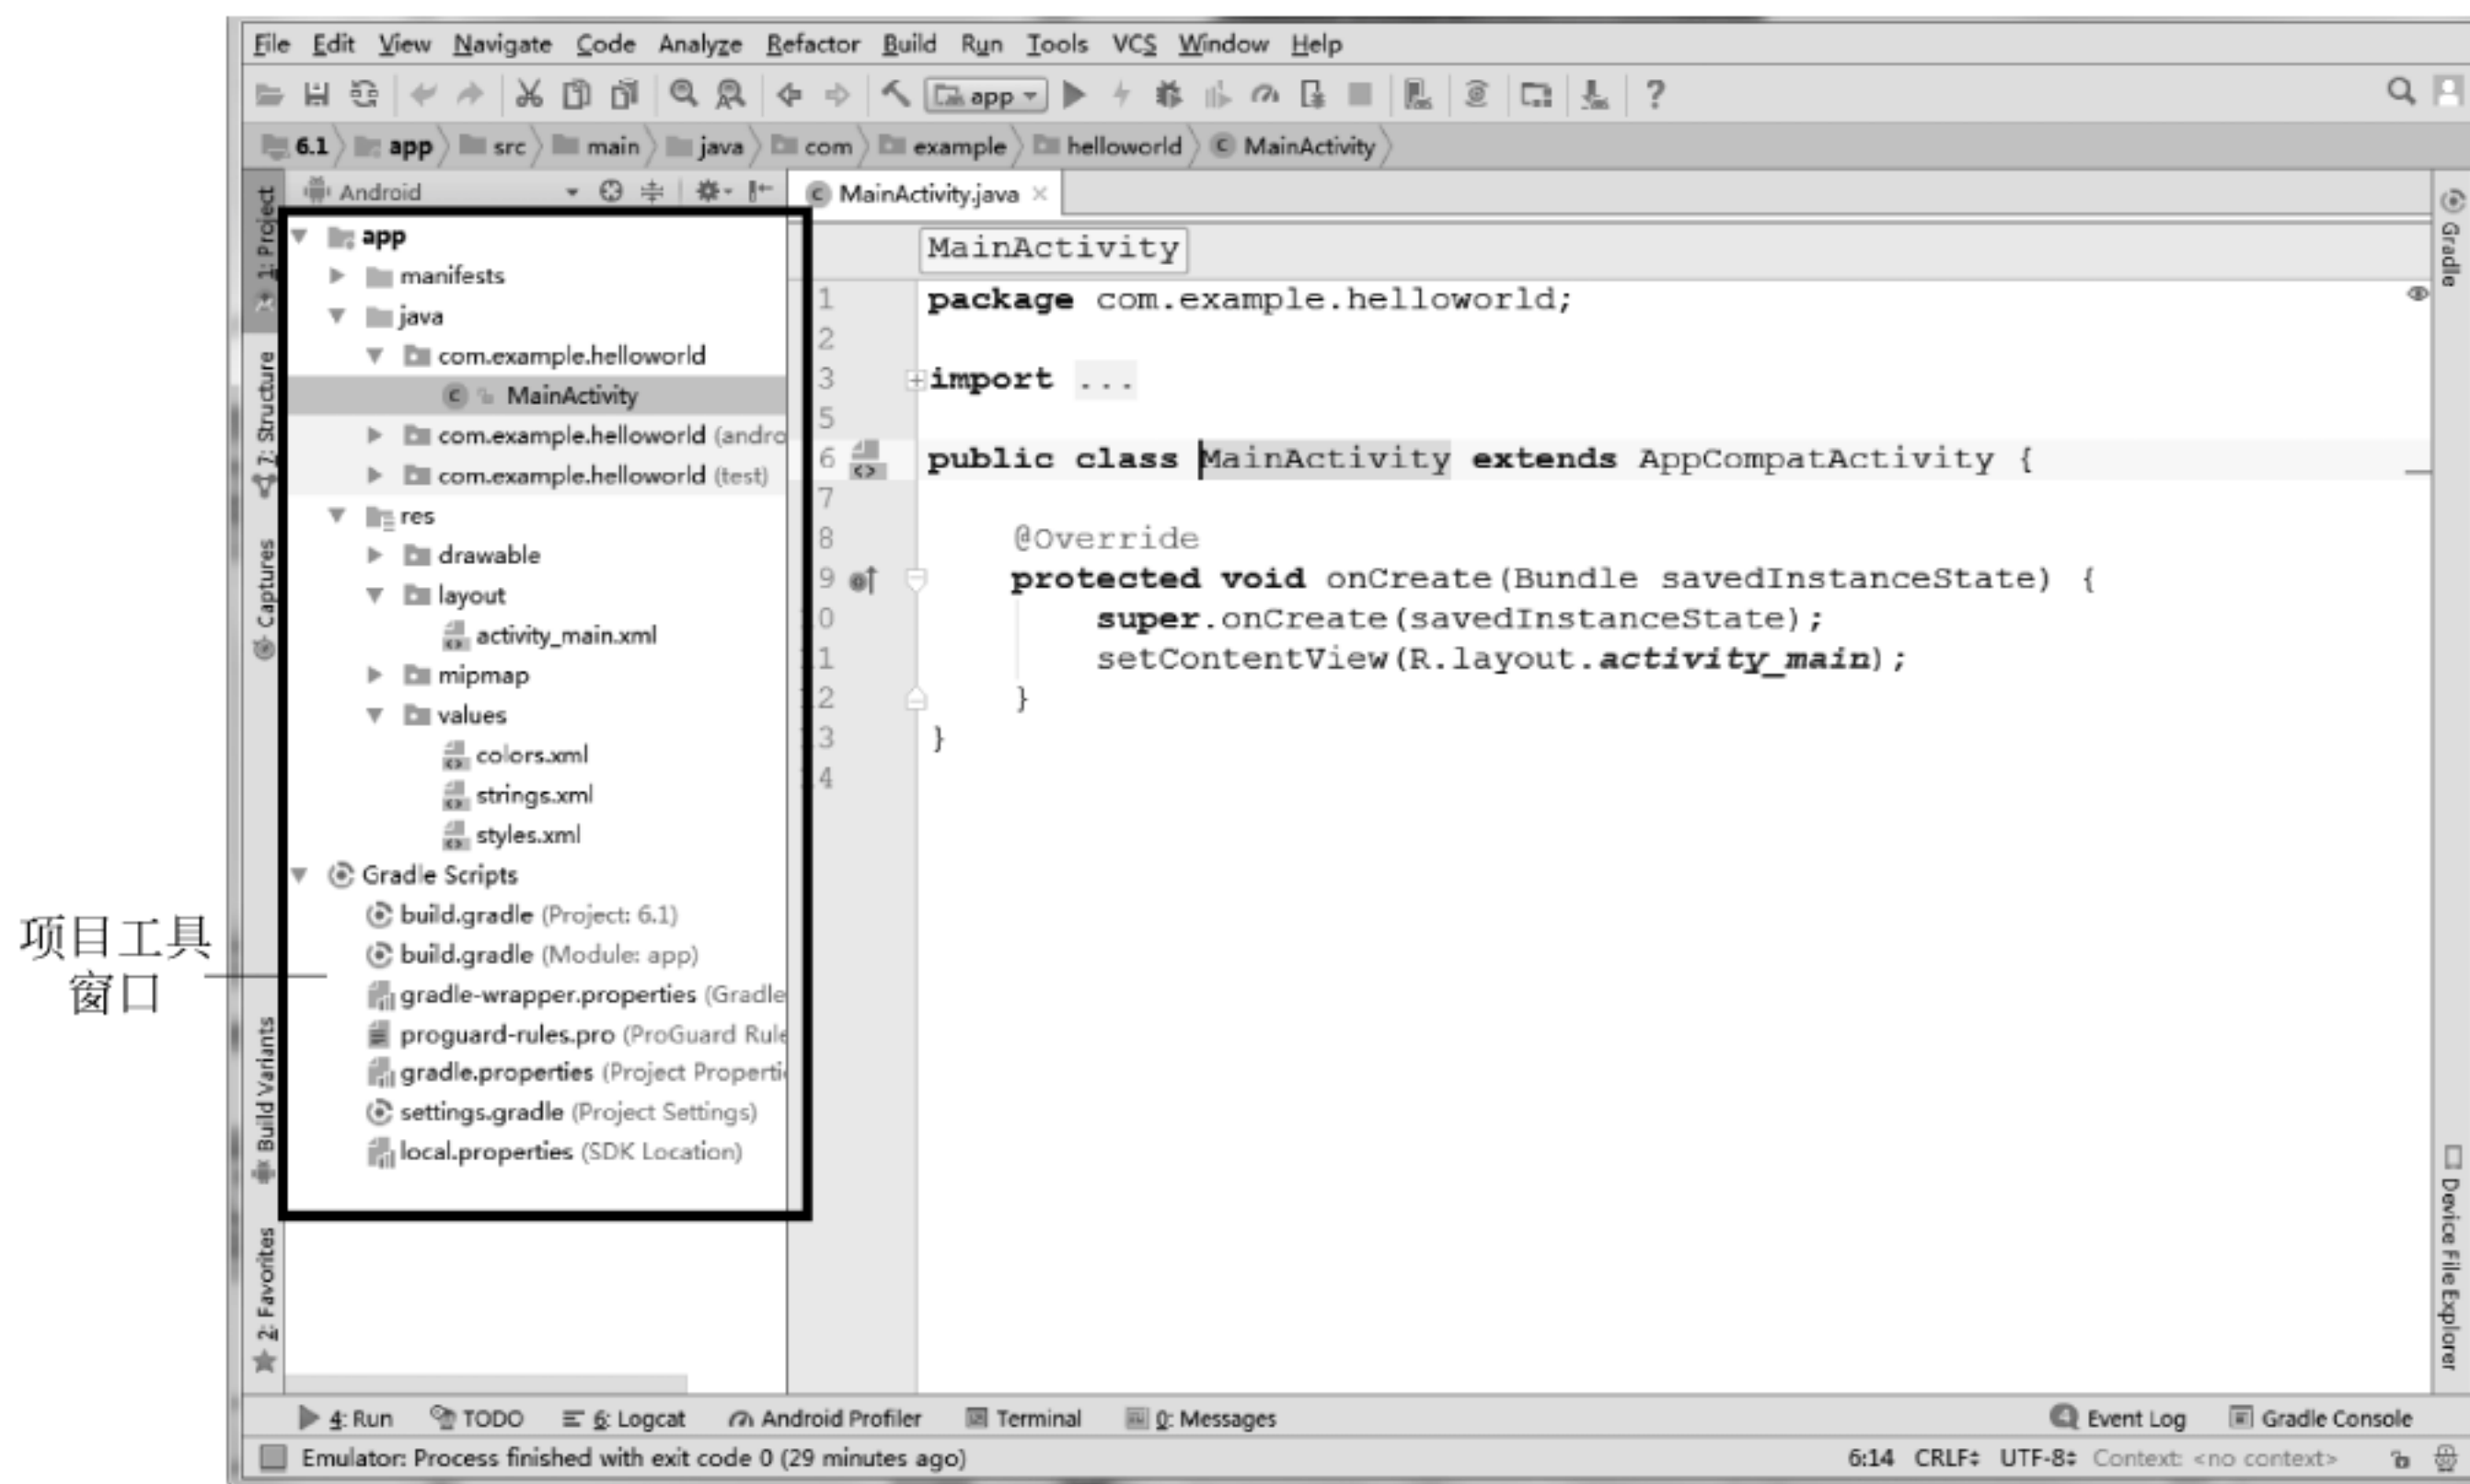 File Edit View Navigate Code Analyze Refactor Build Run Tools VCS Window Help
app
6.1 app src main java com example helloworld MainActivity
Android
MainActivity.java
1: Project
7: Structure
Captures
Build Variants
2: Favorites
app
manifests
java
com.example.helloworld
MainActivity
com.example.helloworld (andro
com.example.helloworld (test)
res
drawable
layout
activity_main.xml
mipmap
values
colors.xml
strings.xml
styles.xml
Gradle Scripts
build.gradle (Project: 6.1)
build.gradle (Module: app)
gradle-wrapper.properties (Gradle
proguard-rules.pro (ProGuard Rule
gradle.properties (Project Properti
settings.gradle (Project Settings)
local.properties (SDK Location)
项目工具
窗口
MainActivity
1 package com.example.helloworld;
2
3 import ...
5
6 public class MainActivity extends AppCompatActivity {
7
8 @Override
9 protected void onCreate(Bundle savedInstanceState) {
10 super.onCreate(savedInstanceState);
11 setContentView(R.layout.activity_main);
12 }
13 }
14
Gradle
Device File Explorer
4: Run TODO 6: Logcat Android Profiler Terminal 0: Messages Event Log Gradle Console
Emulator: Process finished with exit code 0 (29 minutes ago) 6:14 CRLF UTF-8 Context: <no context>